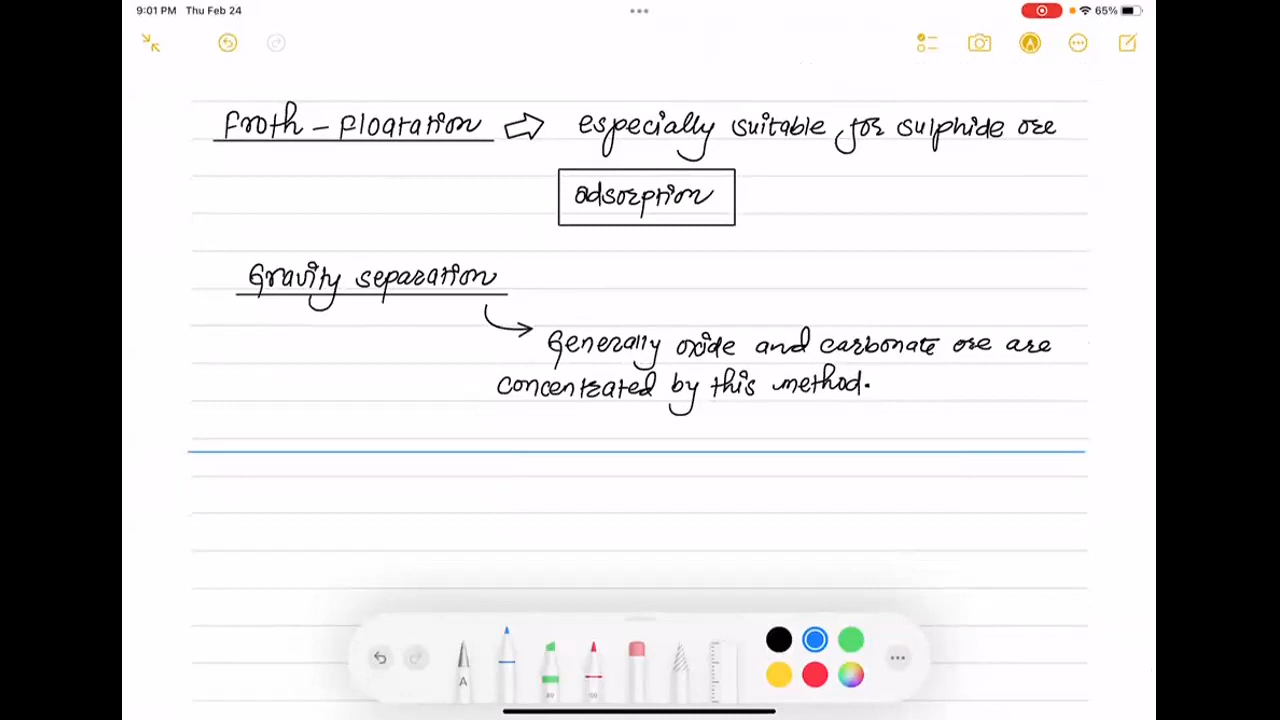 9:01 PM Thu Feb 24
65%
Froth - Floatation ⇨ especially suitable for sulphide ore
adsorption
Gravity separation
Generally oxide and carbonate ore are
concentrated by this method.
A